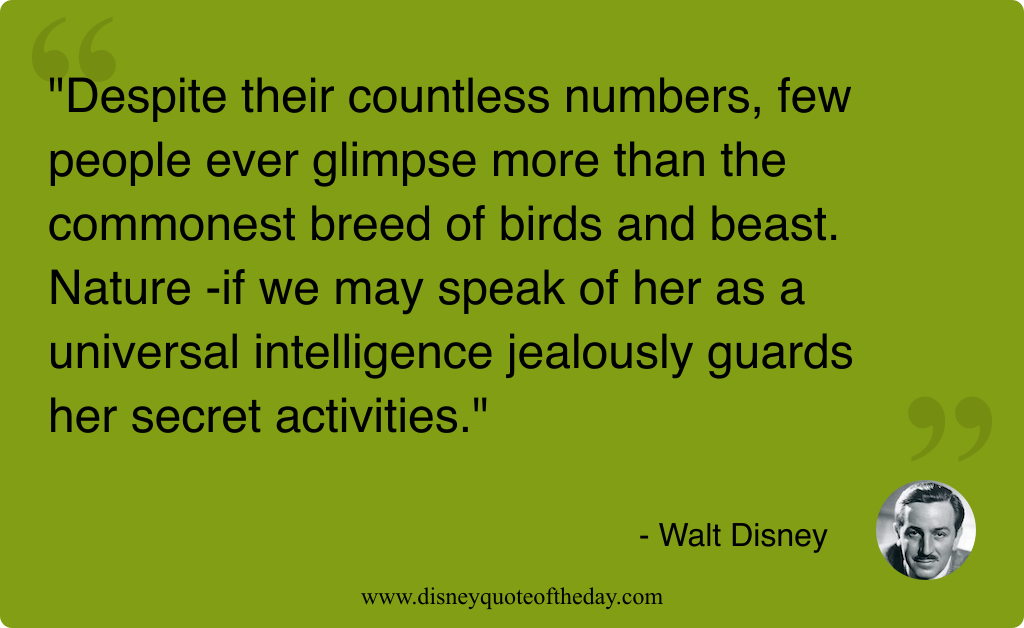 "Despite their countless numbers, few
people ever glimpse more than the
commonest breed of birds and beast.
Nature -if we may speak of her as a
universal intelligence jealously guards
her secret activities."
- Walt Disney
www.disneyquoteoftheday.com